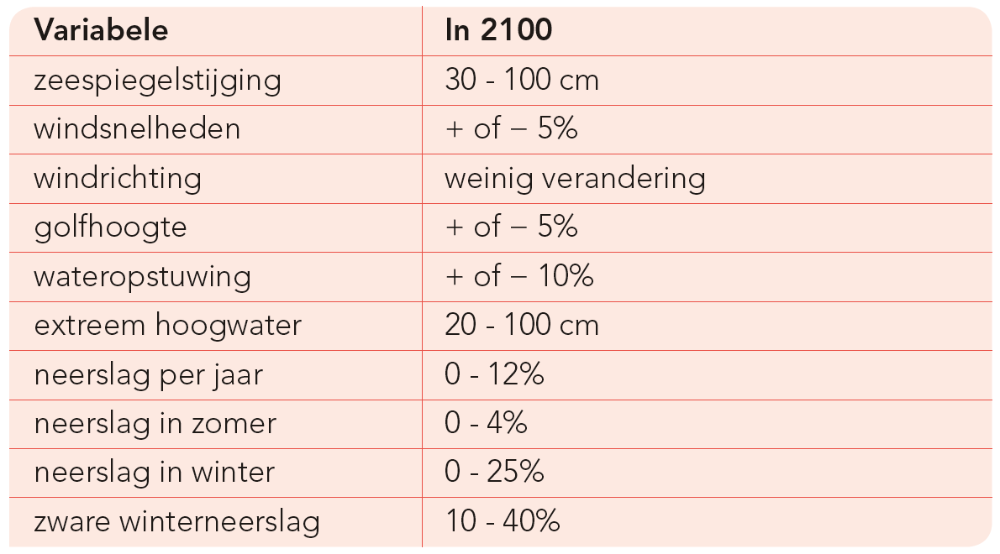 Variabele In 2100
zeespiegelstijging 30 - 100 cm
windsnelheden + of − 5%
windrichting weinig verandering
golfhoogte + of − 5%
wateropstuwing + of − 10%
extreem hoogwater 20 - 100 cm
neerslag per jaar 0 - 12%
neerslag in zomer 0 - 4%
neerslag in winter 0 - 25%
zware winterneerslag 10 - 40%